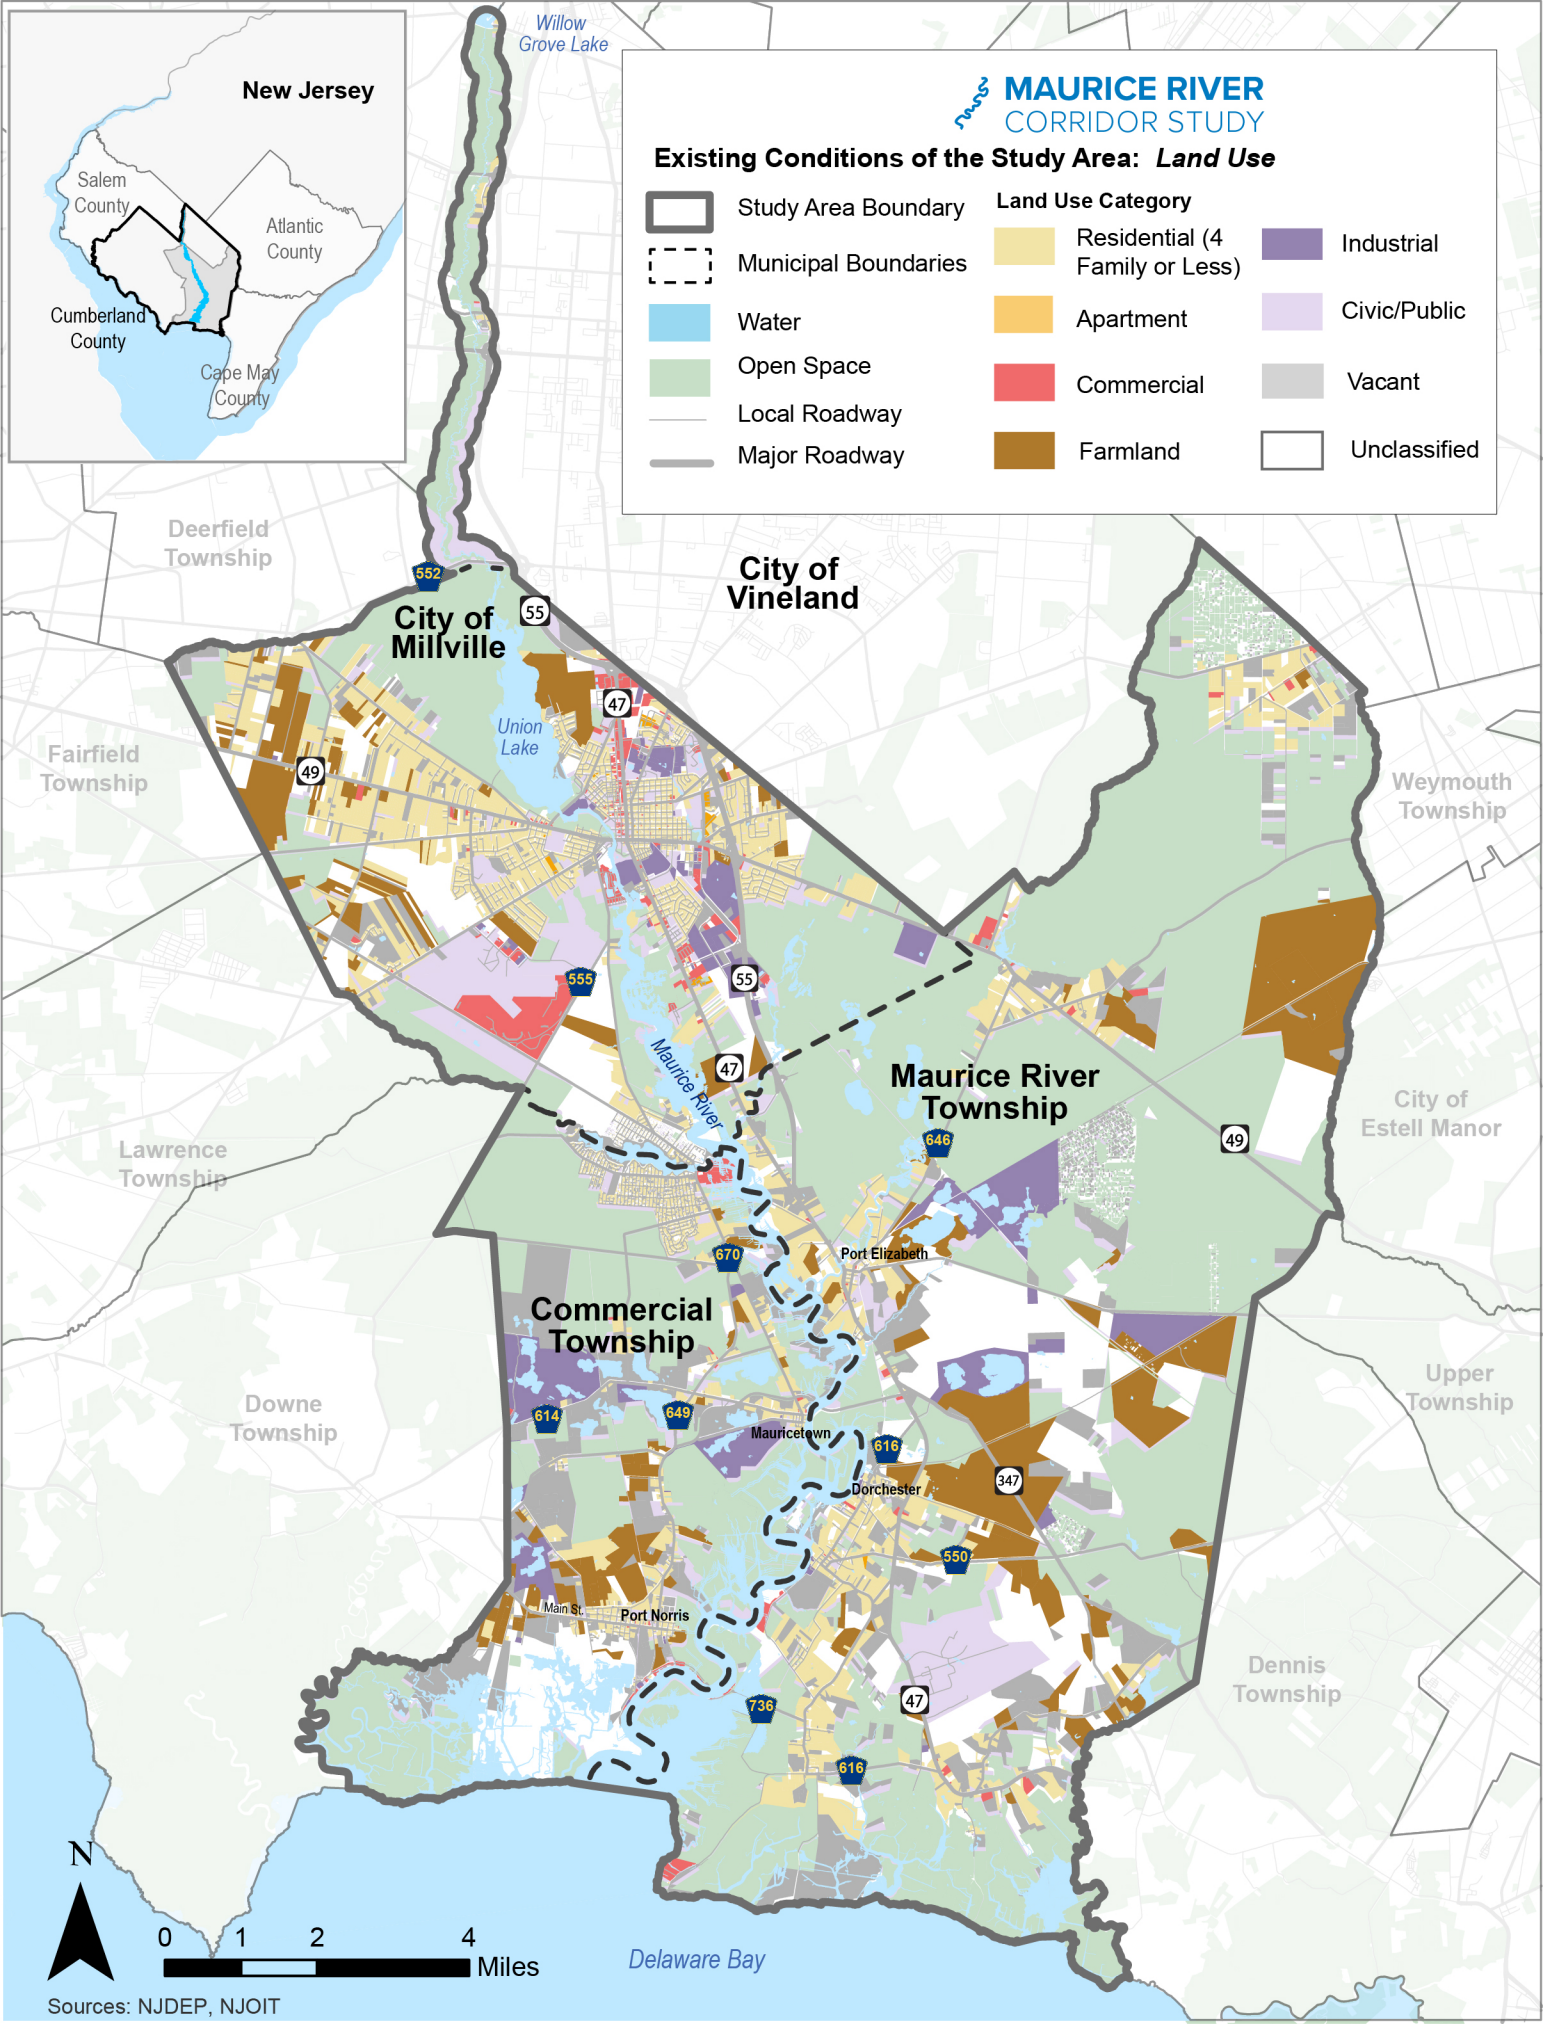 Willow
Grove Lake
New Jersey
Salem
County
Atlantic
County
Cumberland
County
Cape May
County
MAURICE RIVER
CORRIDOR STUDY
Existing Conditions of the Study Area: Land Use
Study Area Boundary
Municipal Boundaries
Water
Open Space
Local Roadway
Major Roadway
Land Use Category
Residential (4
Family or Less)
Apartment
Commercial
Farmland
Industrial
Civic/Public
Vacant
Unclassified
Deerfield
Township
City of
Vineland
552
55
City of
Millville
47
Union
Lake
Fairfield
Township
49
Weymouth
Township
555
55
Maurice River
47
Maurice River
Township
646
49
City of
Estell Manor
Lawrence
Township
670
Port Elizabeth
Commercial
Township
Upper
Township
Downe
Township
614
649
Mauricetown
616
347
Dorchester
550
Main St.
Port Norris
Dennis
Township
736
47
616
N
0
1
2
4
Miles
Delaware Bay
Sources: NJDEP, NJOIT